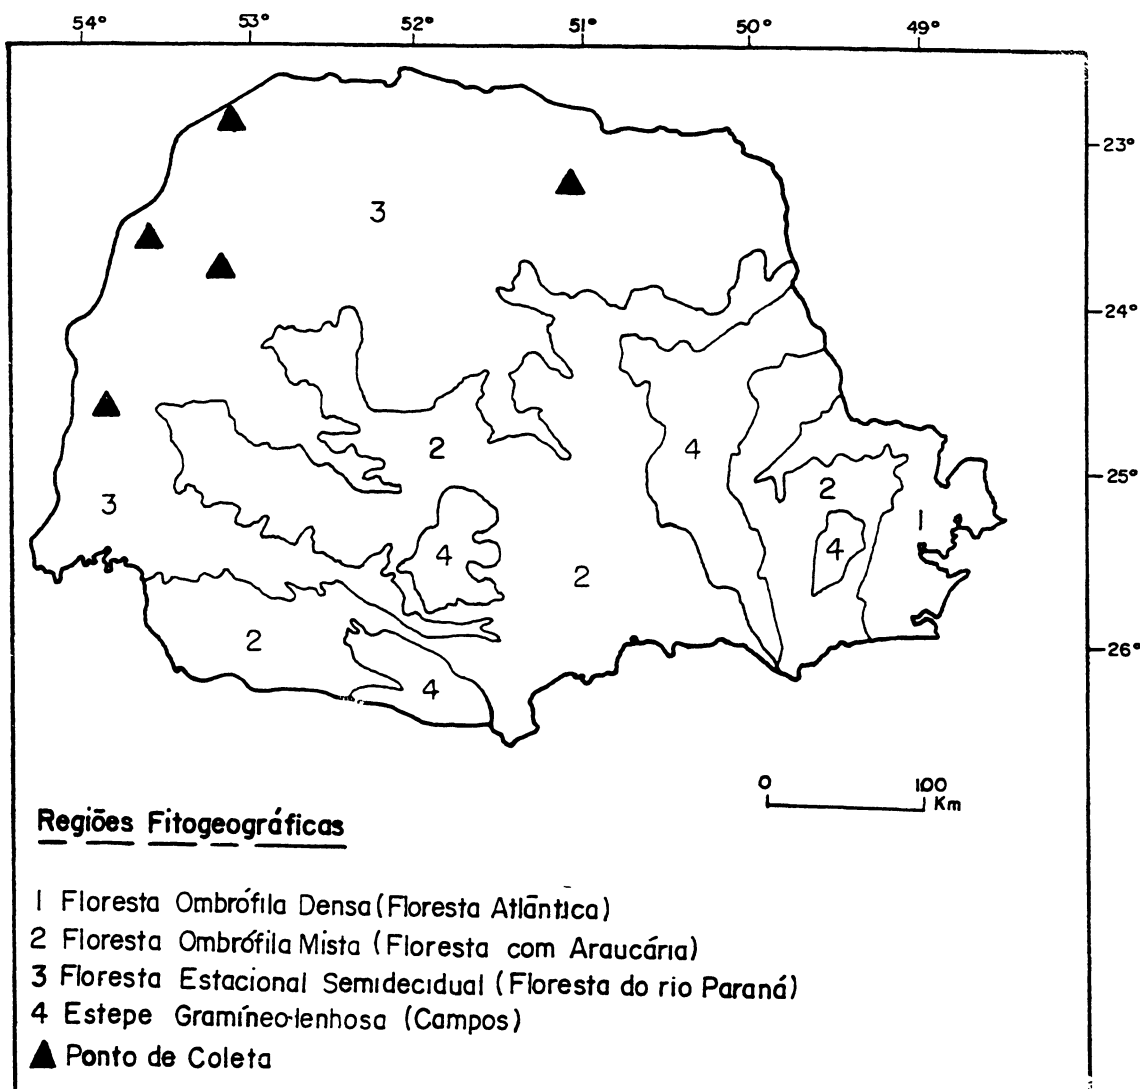 54° 53° 52° 51° 50° 49°
23°
3
24°
2 4
25°
3 2 1
4 4
2
2
26°
4
0 100
Km
Regiões Fitogeográficas
1 Floresta Ombrófila Densa (Floresta Atlântica)
2 Floresta Ombrófila Mista (Floresta com Araucária)
3 Floresta Estacional Semidecidual (Floresta do rio Paraná)
4 Estepe Gramíneo-lenhosa (Campos)
Ponto de Coleta